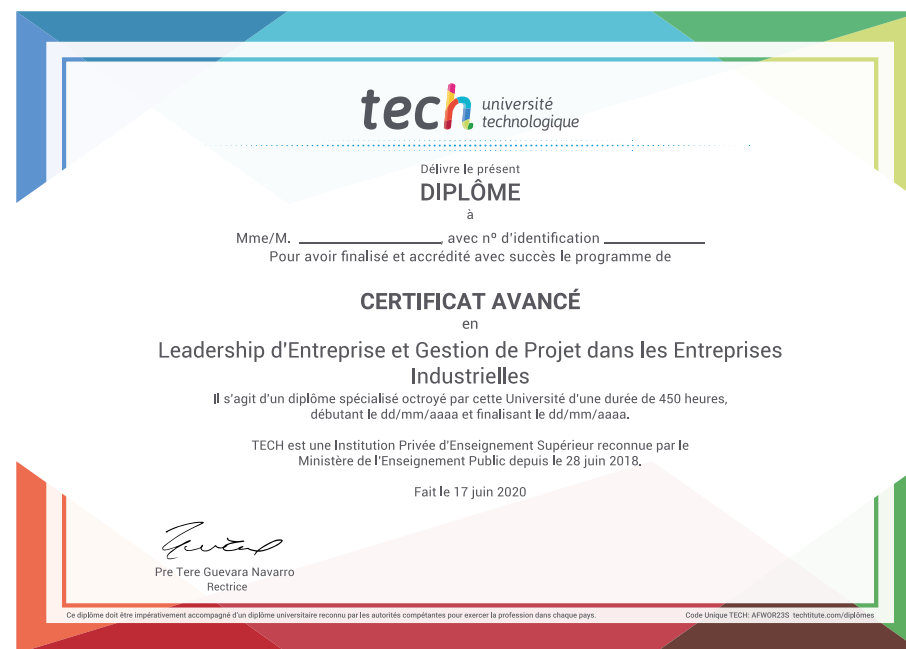 tech université
technologique
Délivre le présent
DIPLÔME
à
Mme/M. ____________________, avec nº d'identification ______________
Pour avoir finalisé et accrédité avec succès le programme de
CERTIFICAT AVANCÉ
en
Leadership d'Entreprise et Gestion de Projet dans les Entreprises
Industrielles
Il s'agit d'un diplôme spécialisé octroyé par cette Université d'une durée de 450 heures,
débutant le dd/mm/aaaa et finalisant le dd/mm/aaaa.
TECH est une Institution Privée d'Enseignement Supérieur reconnue par le
Ministère de l'Enseignement Public depuis le 28 juin 2018.
Fait le 17 juin 2020
Pre Tere Guevara Navarro
Rectrice
Ce diplôme doit être impérativement accompagné d'un diplôme universitaire reconnu par les autorités compétantes pour exercer la profession dans chaque pays.
Code Unique TECH: AFWOR23S techtitute.com/diplômes